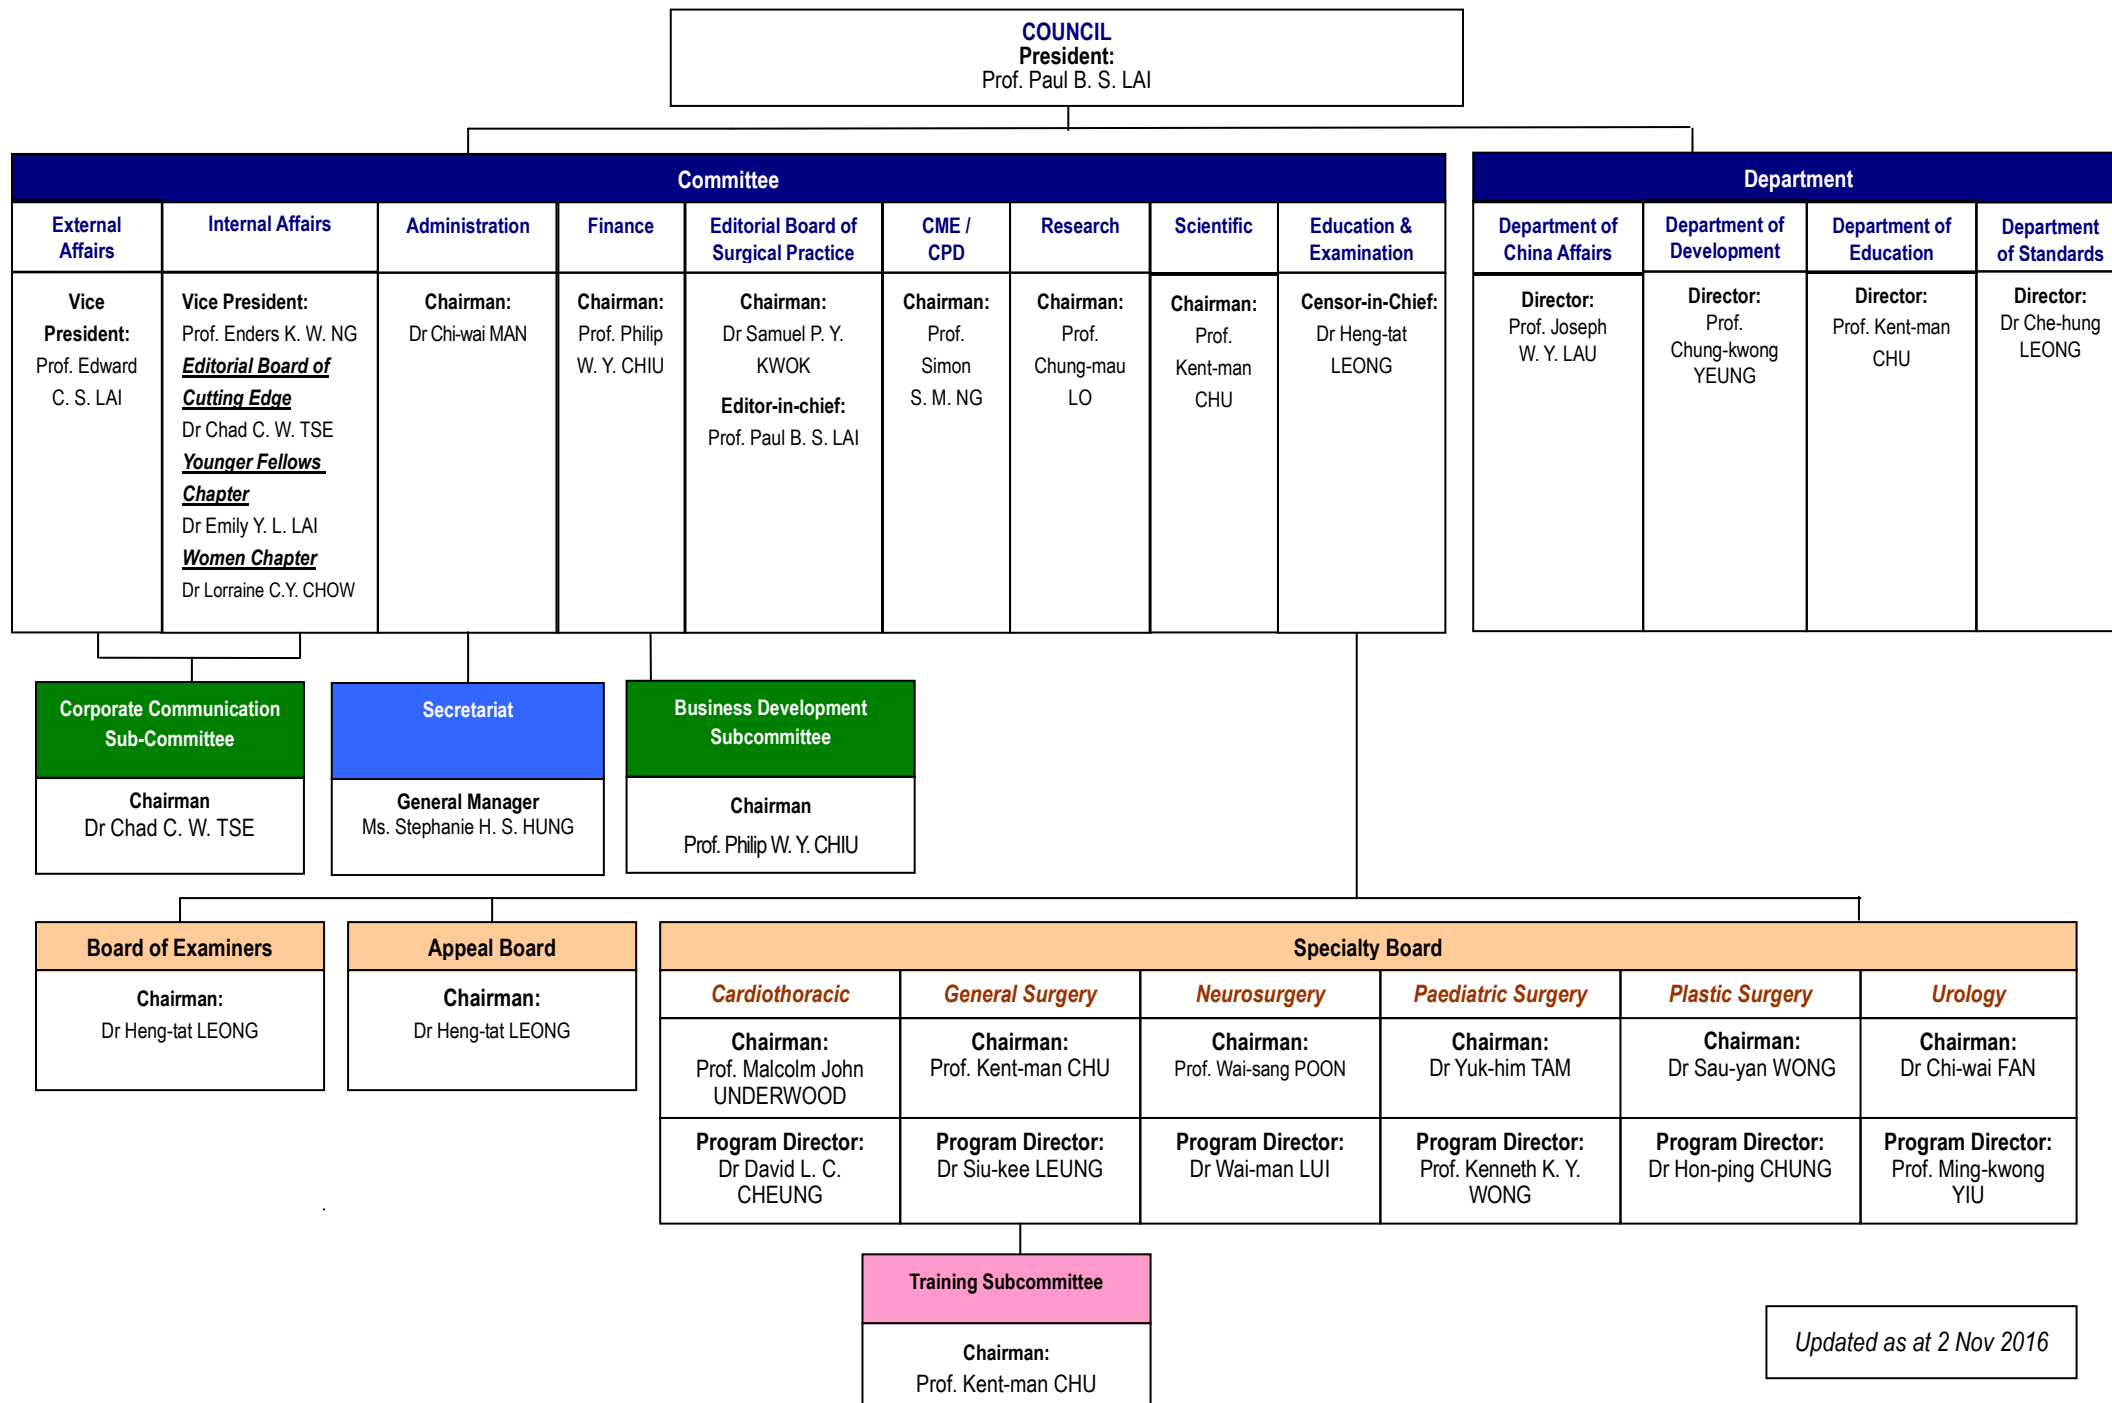 COUNCIL
President:
Prof. Paul B. S. LAI
Committee
External
Affairs
Vice
President:
Prof. Edward
C. S. LAI
Internal Affairs
Vice President:
Prof. Enders K. W. NG
Editorial Board of
Cutting Edge
Dr Chad C. W. TSE
Younger Fellows
Chapter
Dr Emily Y. L. LAI
Women Chapter
Dr Lorraine C.Y. CHOW
Administration
Chairman:
Dr Chi-wai MAN
Finance
Chairman:
Prof. Philip
W. Y. CHIU
Editorial Board of
Surgical Practice
Chairman:
Dr Samuel P. Y.
KWOK
Editor-in-chief:
Prof. Paul B. S. LAI
CME /
CPD
Chairman:
Prof.
Simon
S. M. NG
Research
Chairman:
Prof.
Chung-mau
LO
Scientific
Chairman:
Prof.
Kent-man
CHU
Education &
Examination
Censor-in-Chief:
Dr Heng-tat
LEONG
Department
Department of
China Affairs
Director:
Prof. Joseph
W. Y. LAU
Department of
Development
Director:
Prof.
Chung-kwong
YEUNG
Department of
Education
Director:
Prof. Kent-man
CHU
Department
of Standards
Director:
Dr Che-hung
LEONG
Corporate Communication
Sub-Committee
Chairman
Dr Chad C. W. TSE
Secretariat
General Manager
Ms. Stephanie H. S. HUNG
Business Development
Subcommittee
Chairman
Prof. Philip W. Y. CHIU
Board of Examiners
Chairman:
Dr Heng-tat LEONG
Appeal Board
Chairman:
Dr Heng-tat LEONG
Specialty Board
Cardiothoracic
Chairman:
Prof. Malcolm John
UNDERWOOD
Program Director:
Dr David L. C.
CHEUNG
General Surgery
Chairman:
Prof. Kent-man CHU
Program Director:
Dr Siu-kee LEUNG
Neurosurgery
Chairman:
Prof. Wai-sang POON
Program Director:
Dr Wai-man LUI
Paediatric Surgery
Chairman:
Dr Yuk-him TAM
Program Director:
Prof. Kenneth K. Y.
WONG
Plastic Surgery
Chairman:
Dr Sau-yan WONG
Program Director:
Dr Hon-ping CHUNG
Urology
Chairman:
Dr Chi-wai FAN
Program Director:
Prof. Ming-kwong
YIU
.
Training Subcommittee
Chairman:
Prof. Kent-man CHU
Updated as at 2 Nov 2016